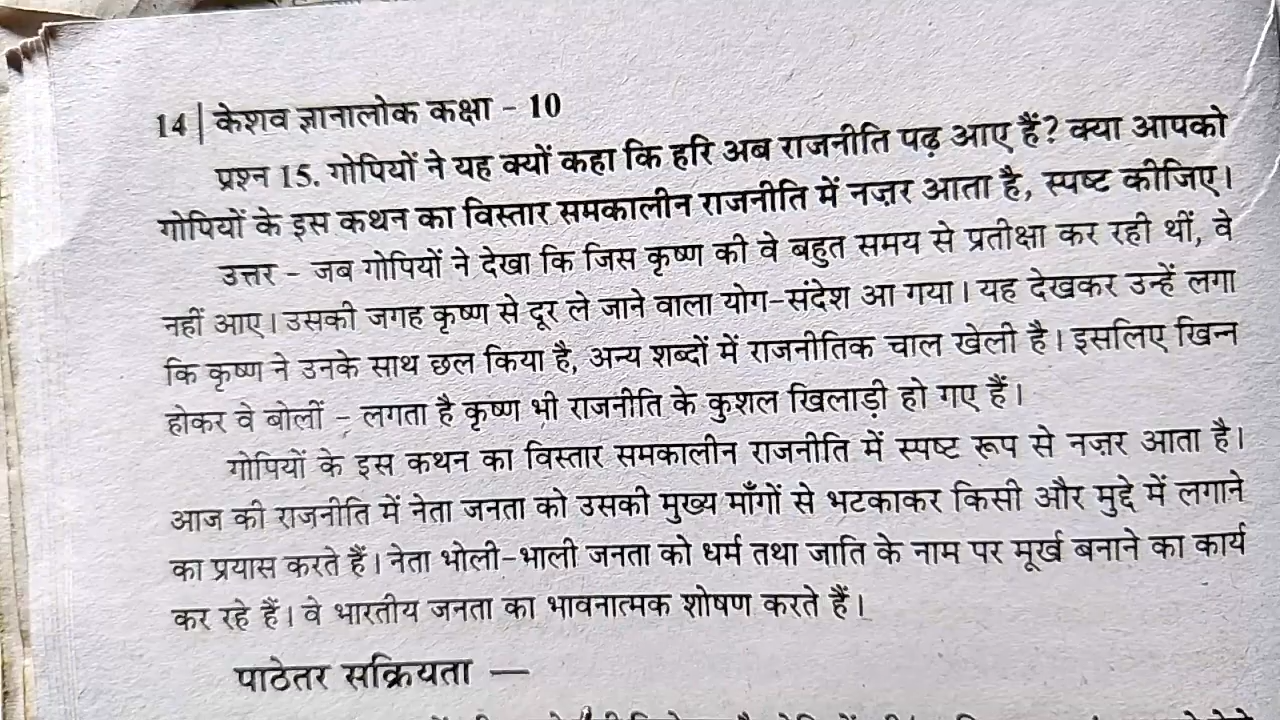 14 | केशव ज्ञानालोक कक्षा - 10
प्रश्न 15. गोपियों ने यह क्यों कहा कि हरि अब राजनीति पढ़ आए हैं? क्या आपको
गोपियों के इस कथन का विस्तार समकालीन राजनीति में नज़र आता है, स्पष्ट कीजिए।
उत्तर - जब गोपियों ने देखा कि जिस कृष्ण की वे बहुत समय से प्रतीक्षा कर रही थीं, वे
नहीं आए। उसकी जगह कृष्ण से दूर ले जाने वाला योग-संदेश आ गया। यह देखकर उन्हें लगा
कि कृष्ण ने उनके साथ छल किया है, अन्य शब्दों में राजनीतिक चाल खेली है। इसलिए खिन्न
होकर वे बोलीं - लगता है कृष्ण भी राजनीति के कुशल खिलाड़ी हो गए हैं।
गोपियों के इस कथन का विस्तार समकालीन राजनीति में स्पष्ट रूप से नज़र आता है।
आज की राजनीति में नेता जनता को उसकी मुख्य माँगों से भटकाकर किसी और मुद्दे में लगाने
का प्रयास करते हैं। नेता भोली-भाली जनता को धर्म तथा जाति के नाम पर मूर्ख बनाने का कार्य
कर रहे हैं। वे भारतीय जनता का भावनात्मक शोषण करते हैं।
पाठेतर सक्रियता —